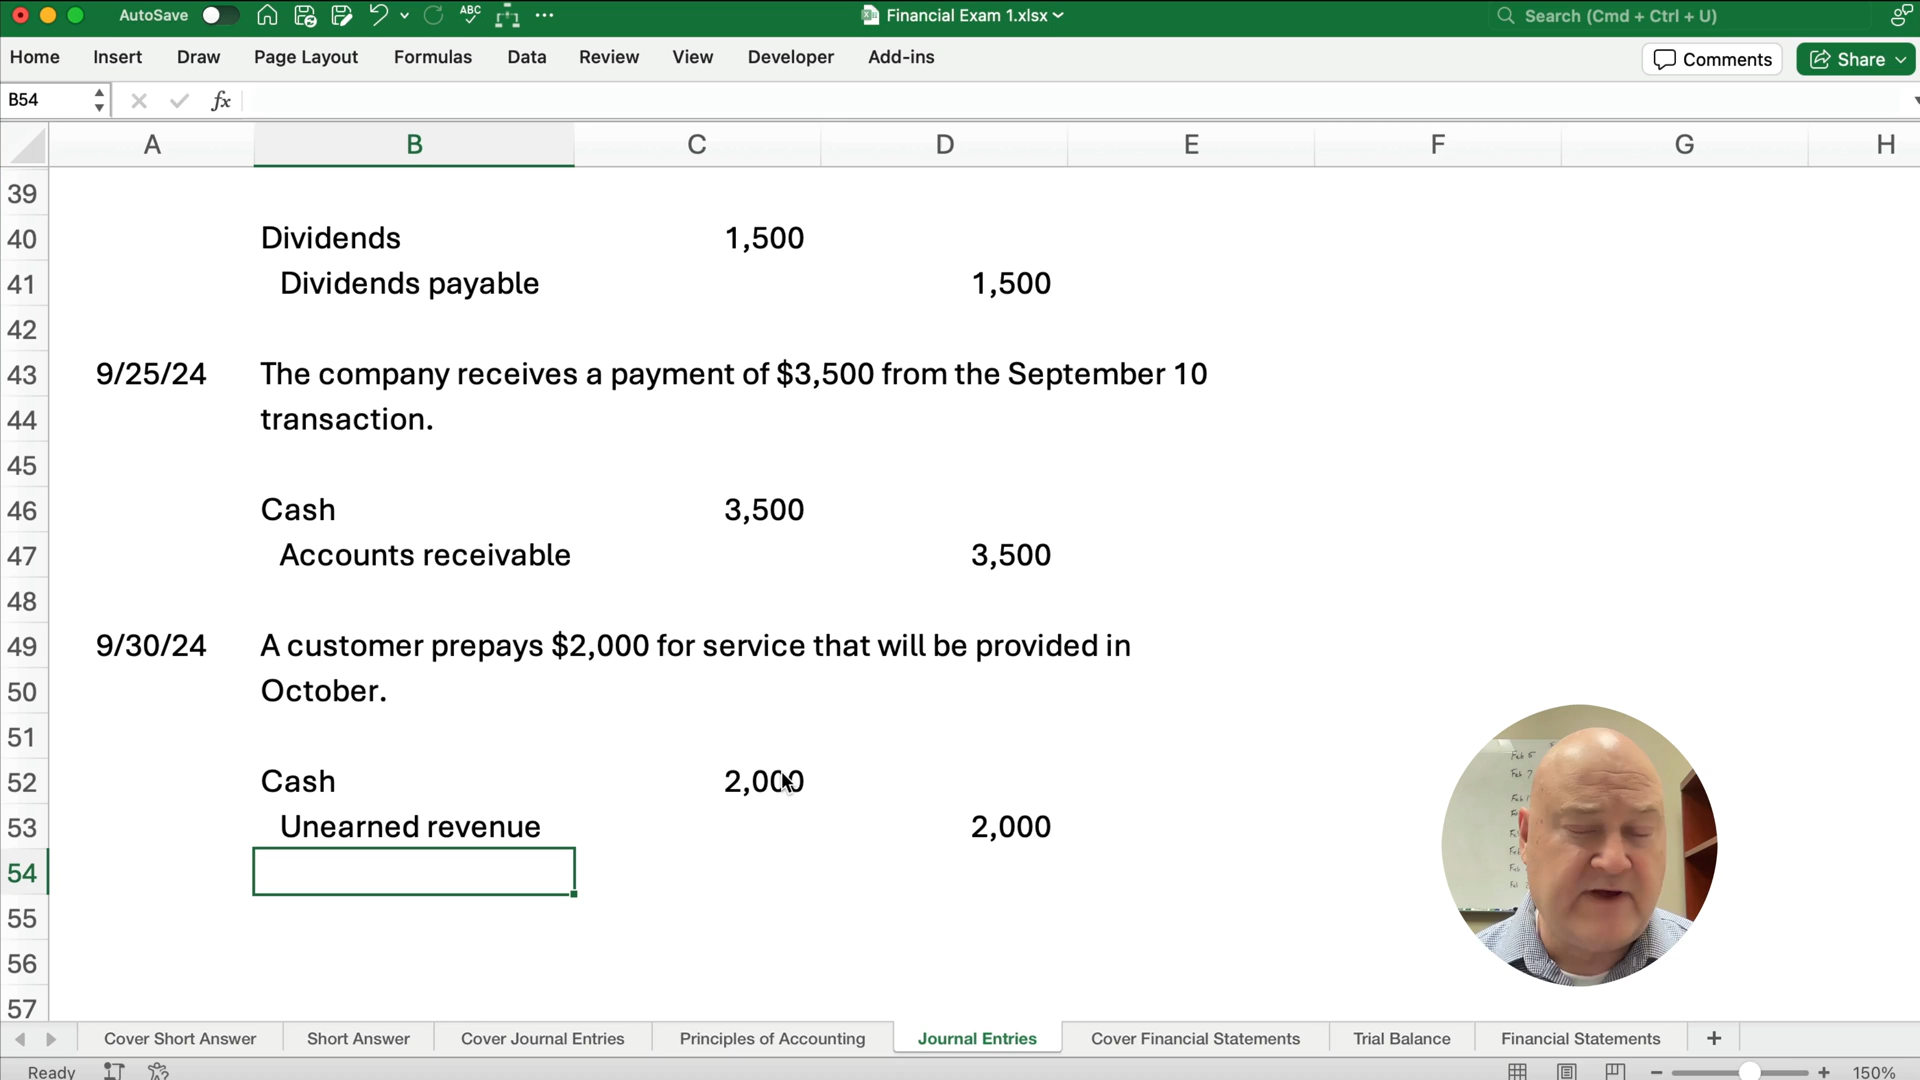 AutoSave ABC ... Financial Exam 1.xlsx Search (Cmd + Ctrl + U)
Home Insert Draw Page Layout Formulas Data Review View Developer Add-ins Comments Share
B54 fx
A B C D E F G H
39
40 Dividends 1,500
41 Dividends payable 1,500
42
43 9/25/24 The company receives a payment of $3,500 from the September 10
44 transaction.
45
46 Cash 3,500
47 Accounts receivable 3,500
48
49 9/30/24 A customer prepays $2,000 for service that will be provided in
50 October.
51
52 Cash 2,000
53 Unearned revenue 2,000
54
55
56
57
Cover Short Answer Short Answer Cover Journal Entries Principles of Accounting Journal Entries Cover Financial Statements Trial Balance Financial Statements +
Ready − + 150%